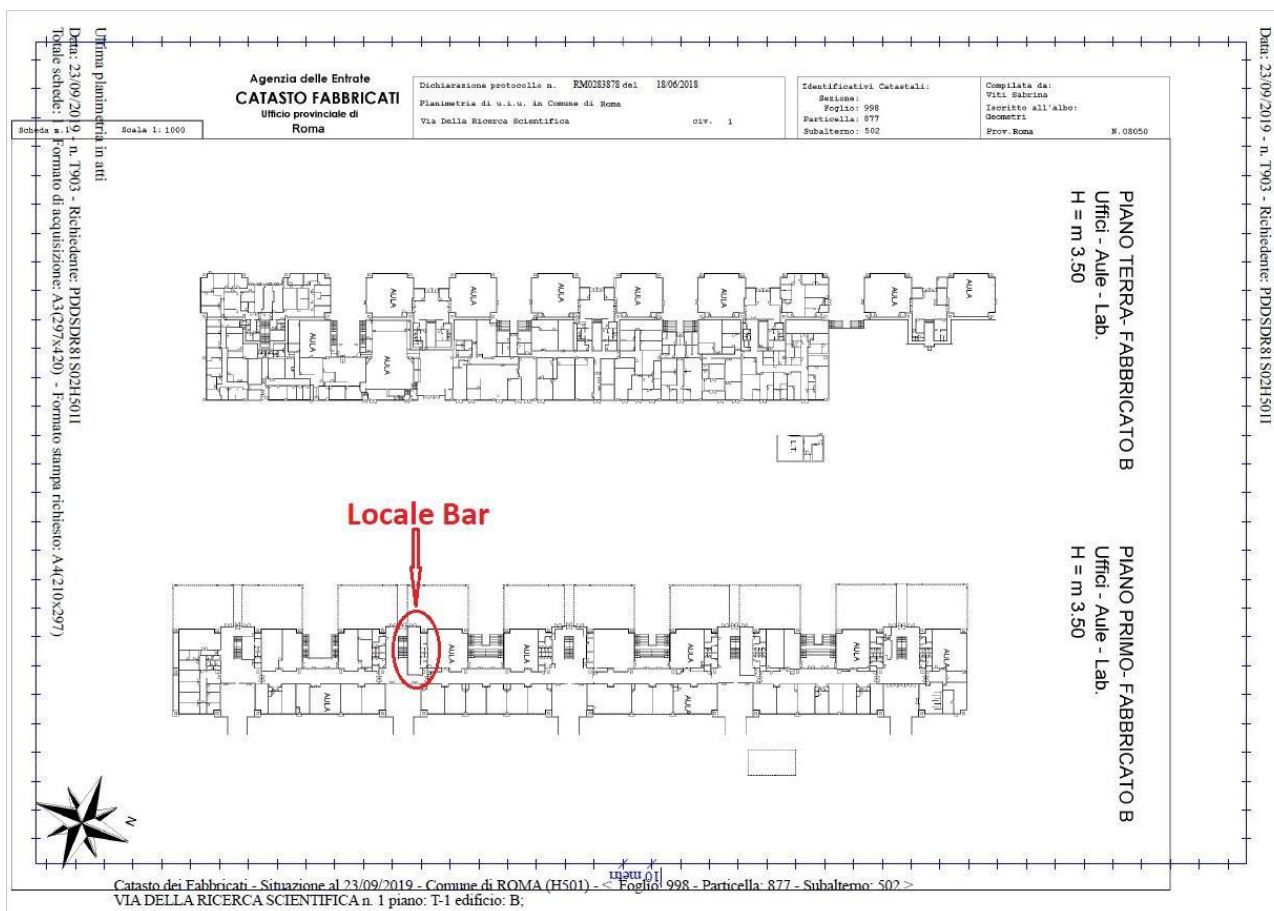 Ultima planimetria in atti
Data: 23/09/2019 - n. T903 - Richiedente: PDDSDR81S02H501I
Totale schede: 1 - Formato di acquisizione: A3(297x420) - Formato stampa richiesto: A4(210x297)
Agenzia delle Entrate
CATASTO FABBRICATI
Ufficio provinciale di
Roma
Scheda n. 1
Scala 1: 1000
Dichiarazione protocollo n. RM0283878 del 18/06/2018
Planimetria di u.i.u. in Comune di Roma
Via Della Ricerca Scientifica civ. 1
Identificativi Catastali:
Sezione:
Foglio: 998
Particella: 877
Subalterno: 502
Compilata da:
Viti Sabrina
Iscritto all'albo:
Geometri
Prov. Roma N. 08050
PIANO TERRA- FABBRICATO B
Uffici - Aule - Lab.
H = m 3.50
AULA
AULA
AULA
AULA
AULA
AULA
AULA
AULA
AULA
L.T.
Locale Bar
PIANO PRIMO- FABBRICATO B
Uffici - Aule - Lab.
H = m 3.50
AULA
AULA
AULA
AULA
AULA
AULA
AULA
N
10 metri
Catasto dei Fabbricati - Situazione al 23/09/2019 - Comune di ROMA (H501) - < Foglio: 998 - Particella: 877 - Subalterno: 502 >
VIA DELLA RICERCA SCIENTIFICA n. 1 piano: T-1 edificio: B;
Data: 23/09/2019 - n. T903 - Richiedente: PDDSDR81S02H501I